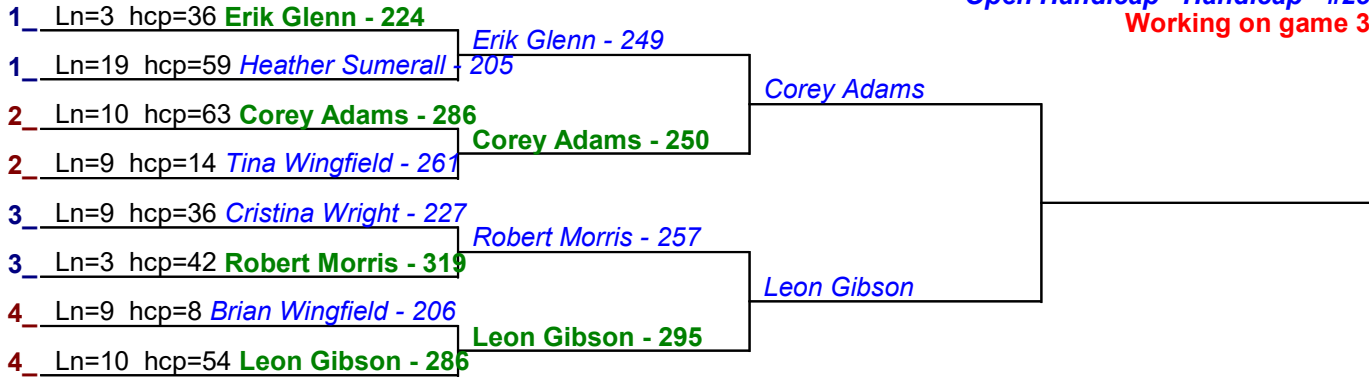 Open Handicap - Handicap - #25
Working on game 3
1_ Ln=3 hcp=36 Erik Glenn - 224
1_ Ln=19 hcp=59 Heather Sumerall - 205
2_ Ln=10 hcp=63 Corey Adams - 286
2_ Ln=9 hcp=14 Tina Wingfield - 261
3_ Ln=9 hcp=36 Cristina Wright - 227
3_ Ln=3 hcp=42 Robert Morris - 319
4_ Ln=9 hcp=8 Brian Wingfield - 206
4_ Ln=10 hcp=54 Leon Gibson - 286
Erik Glenn - 249
Corey Adams - 250
Robert Morris - 257
Leon Gibson - 295
Corey Adams
Leon Gibson